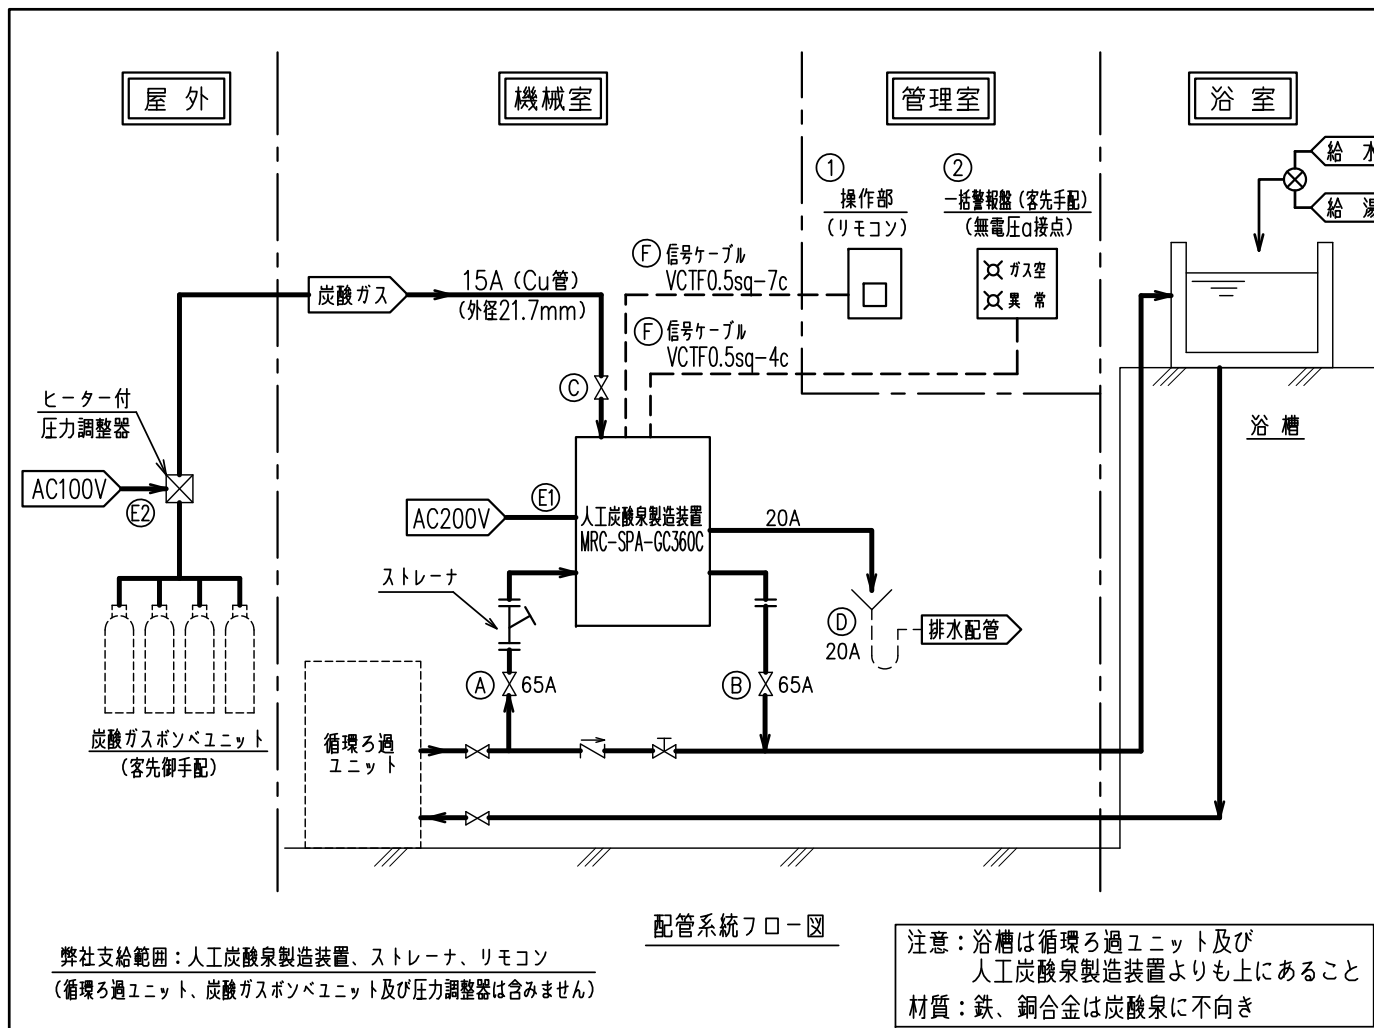 屋 外
機械室
管理室
浴 室
給 水
給 湯
①
操作部
(リモコン)
②
一括警報盤(客先手配)
(無電圧a接点)
ガス空
異 常
Ⓕ 信号ケーブル
VCTF0.5sq-7c
Ⓕ 信号ケーブル
VCTF0.5sq-4c
炭酸ガス
15A (Cu管)
(外径21.7mm)
Ⓒ
ヒーター付
圧力調整器
AC100V
E2
AC200V
E1
人工炭酸泉製造装置
MRC-SPA-GC360C
20A
ストレーナ
浴 槽
Ⓓ
20A
排水配管
Ⓐ 65A
Ⓑ 65A
炭酸ガスボンベユニット
(客先御手配)
循環ろ過
ユニット
配管系統フロー図
弊社支給範囲:人工炭酸泉製造装置、ストレーナ、リモコン
(循環ろ過ユニット、炭酸ガスボンベユニット及び圧力調整器は含みません)
注意:浴槽は循環ろ過ユニット及び
人工炭酸泉製造装置よりも上にあること
材質:鉄、銅合金は炭酸泉に不向き